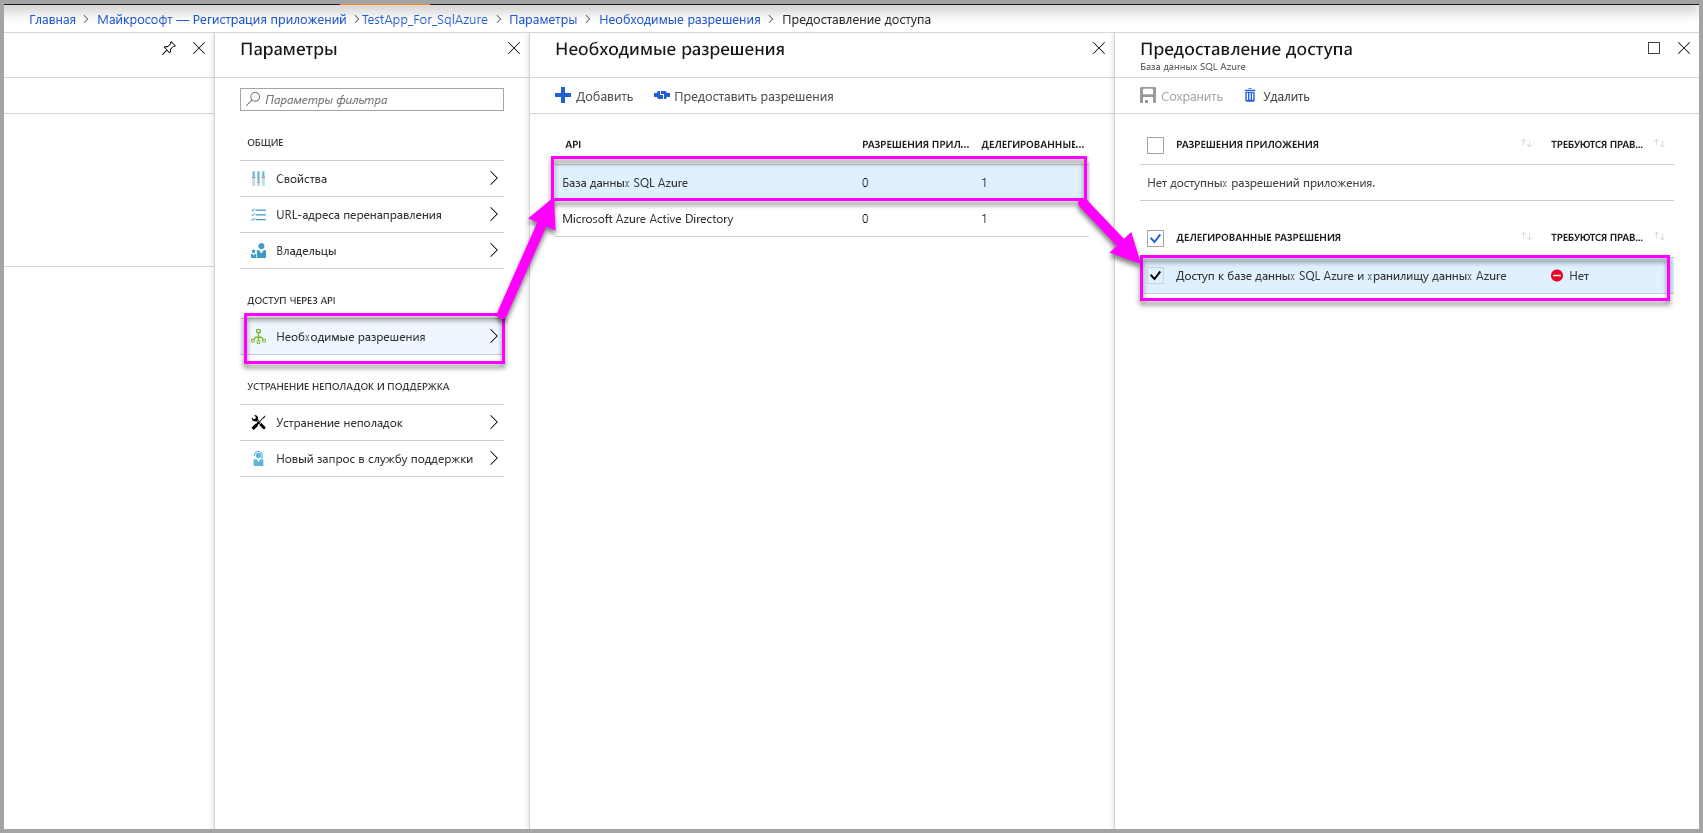 Главная > Майкрософт — Регистрация приложений > TestApp_For_SqlAzure > Параметры > Необходимые разрешения > Предоставление доступа
Параметры
Параметры фильтра
ОБЩИЕ
Свойства
URL-адреса перенаправления
Владельцы
ДОСТУП ЧЕРЕЗ API
Необходимые разрешения
УСТРАНЕНИЕ НЕПОЛАДОК И ПОДДЕРЖКА
Устранение неполадок
Новый запрос в службу поддержки
Необходимые разрешения
Добавить Предоставить разрешения
API РАЗРЕШЕНИЯ ПРИЛ... ДЕЛЕГИРОВАННЫЕ...
База данных SQL Azure 0 1
Microsoft Azure Active Directory 0 1
Предоставление доступа
База данных SQL Azure
Сохранить Удалить
РАЗРЕШЕНИЯ ПРИЛОЖЕНИЯ ТРЕБУЮТСЯ ПРАВ...
Нет доступных разрешений приложения.
ДЕЛЕГИРОВАННЫЕ РАЗРЕШЕНИЯ ТРЕБУЮТСЯ ПРАВ...
Доступ к базе данных SQL Azure и хранилищу данных Azure Нет